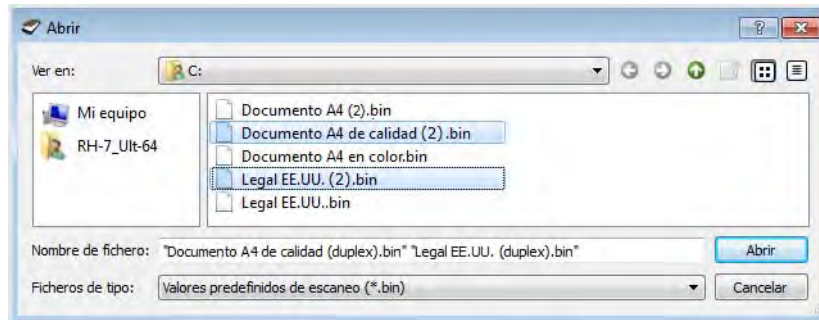 Abrir
Ver en:
C:
Mi equipo
RH-7_Ult-64
Documento A4 (2).bin
Documento A4 de calidad (2).bin
Documento A4 en color.bin
Legal EE.UU. (2).bin
Legal EE.UU..bin
Nombre de fichero: "Documento A4 de calidad (duplex).bin" "Legal EE.UU. (duplex).bin" Abrir
Ficheros de tipo: Valores predefinidos de escaneo (*.bin) Cancelar